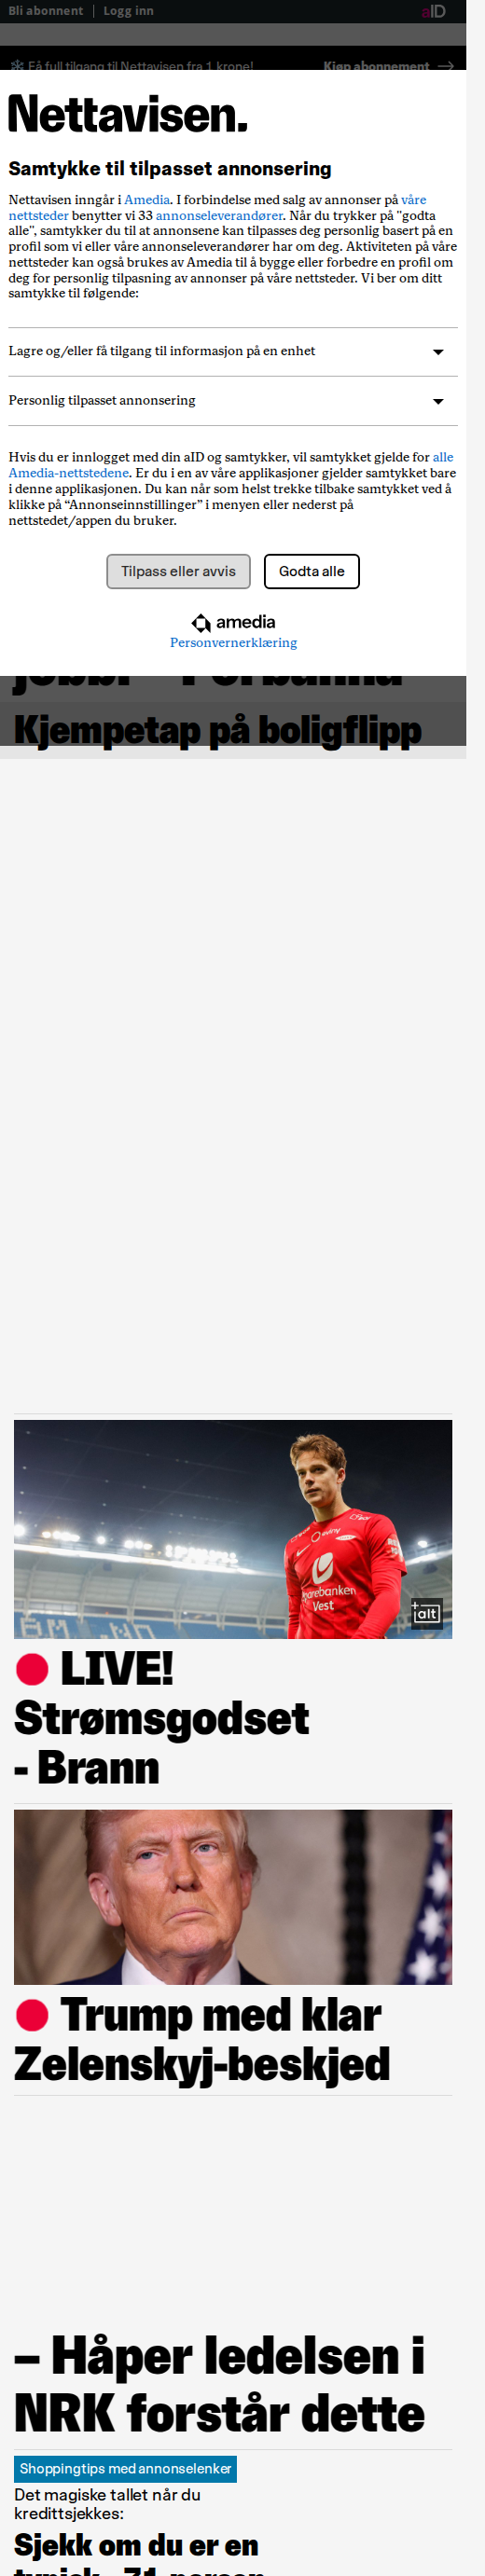 Bli abonnent
Logg inn
aID
Få full tilgang til Nettavisen fra 1 krone!
Kjøp abonnement
Nettavisen.
Samtykke til tilpasset annonsering
Nettavisen inngår i Amedia. I forbindelse med salg av annonser på våre
nettsteder benytter vi 33 annonseleverandører. Når du trykker på "godta
alle", samtykker du til at annonsene kan tilpasses deg personlig basert på en
profil som vi eller våre annonseleverandører har om deg. Aktiviteten på våre
nettsteder kan også brukes av Amedia til å bygge eller forbedre en profil om
deg for personlig tilpasning av annonser på våre nettsteder. Vi ber om ditt
samtykke til følgende:
Lagre og/eller få tilgang til informasjon på en enhet
Personlig tilpasset annonsering
Hvis du er innlogget med din aID og samtykker, vil samtykket gjelde for alle
Amedia-nettstedene. Er du i en av våre applikasjoner gjelder samtykket bare
i denne applikasjonen. Du kan når som helst trekke tilbake samtykket ved å
klikke på “Annonseinnstillinger” i menyen eller nederst på
nettstedet/appen du bruker.
Tilpass eller avvis
Godta alle
amedia
Personvernerklæring
Kjempetap på boligflipp
Sparebanken
Vest
+alt
LIVE!
Strømsgodset
- Brann
Trump med klar
Zelenskyj-beskjed
– Håper ledelsen i
NRK forstår dette
Shoppingtips med annonselenker
Det magiske tallet når du
kredittsjekkes:
Sjekk om du er en